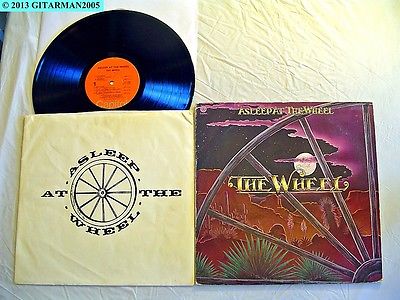 © 2013 GITARMAN2005
ASLEEP AT THE WHEEL
ASLEEP
AT THE
WHEEL
ASLEEP AT THE WHEEL
THE WHEEL